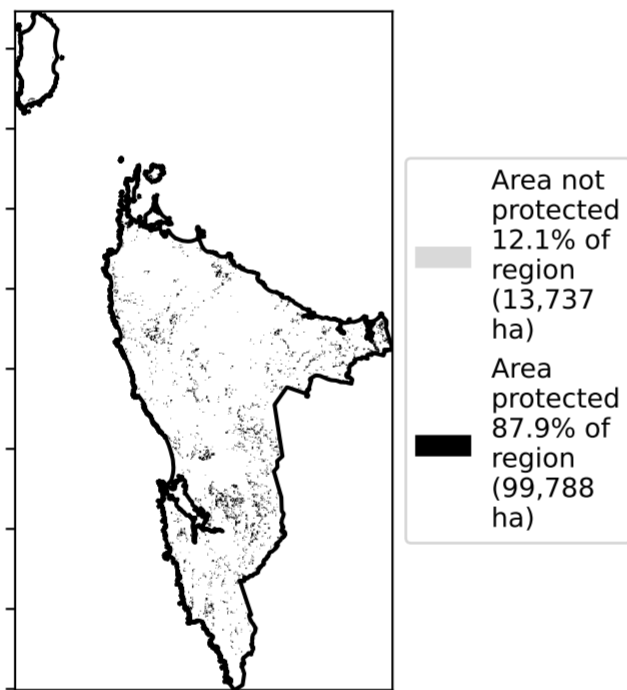 Area not
protected
12.1% of
region
(13,737
ha)
Area
protected
87.9% of
region
(99,788
ha)